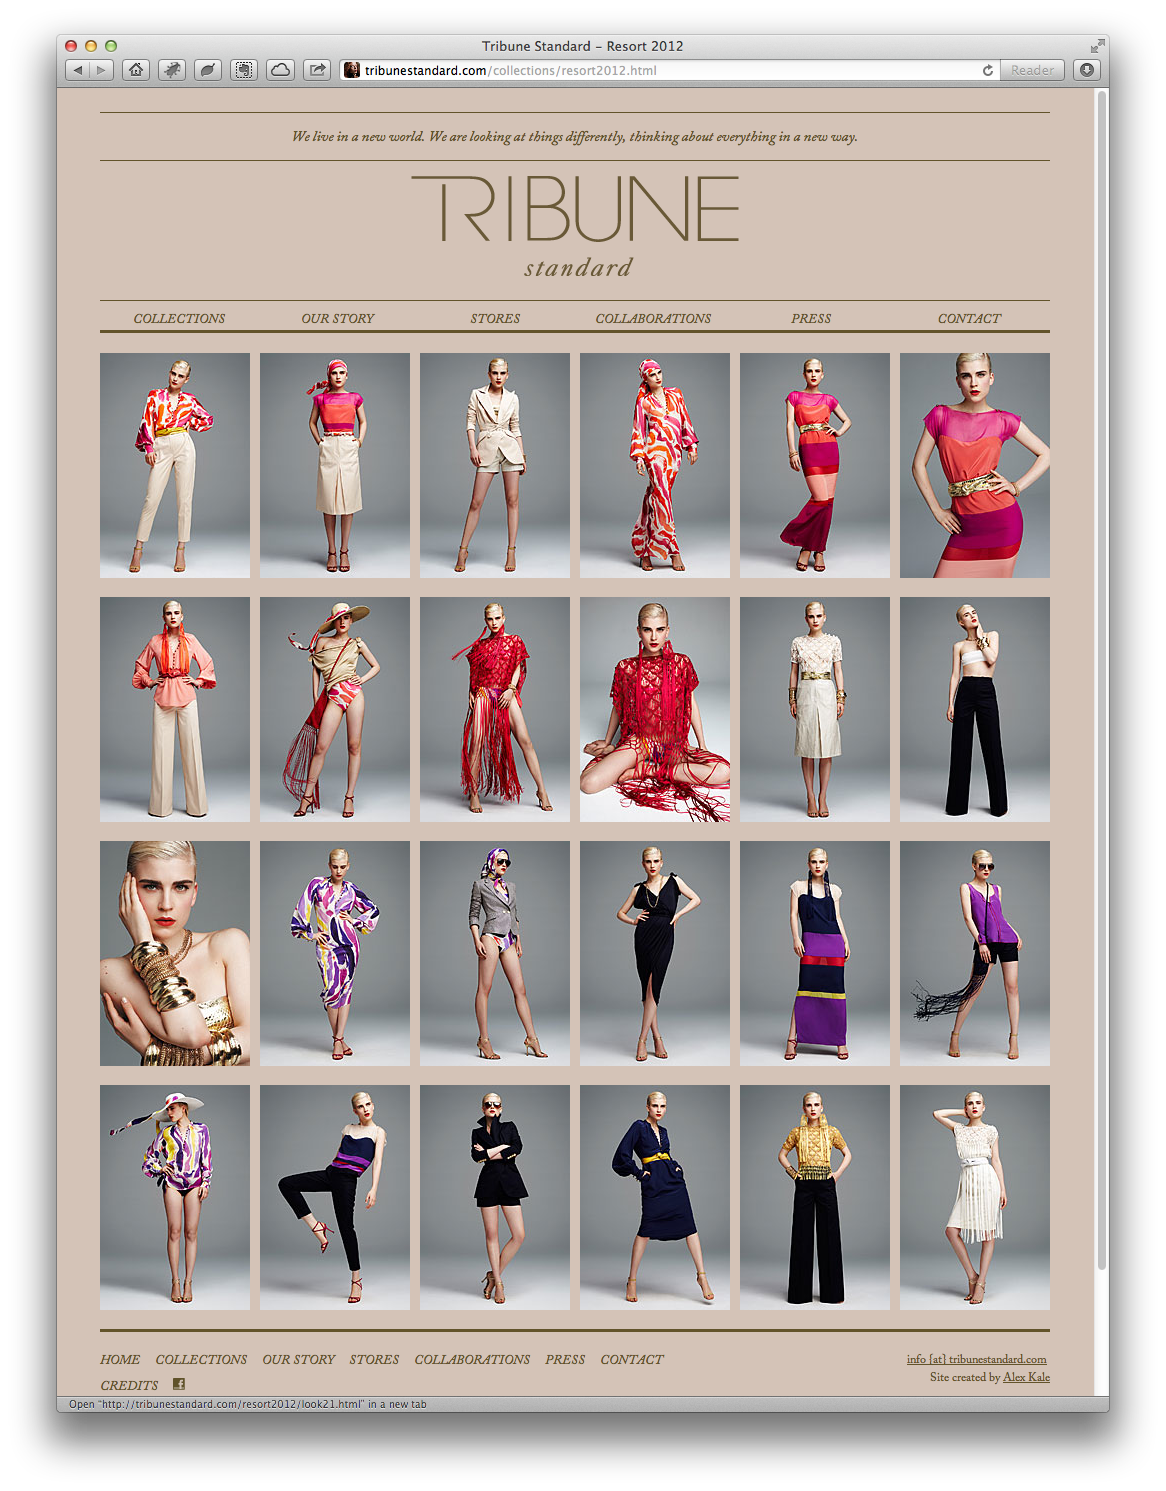 Tribune Standard – Resort 2012
tribunestandard.com/collections/resort2012.html
Reader
We live in a new world. We are looking at things differently, thinking about everything in a new way.
TRIBUNE
standard
COLLECTIONS OUR STORY STORES COLLABORATIONS PRESS CONTACT
HOME COLLECTIONS OUR STORY STORES COLLABORATIONS PRESS CONTACT
CREDITS f
info {at} tribunestandard.com
Site created by Alex Kale
Open "http://tribunestandard.com/resort2012/look21.html" in a new tab